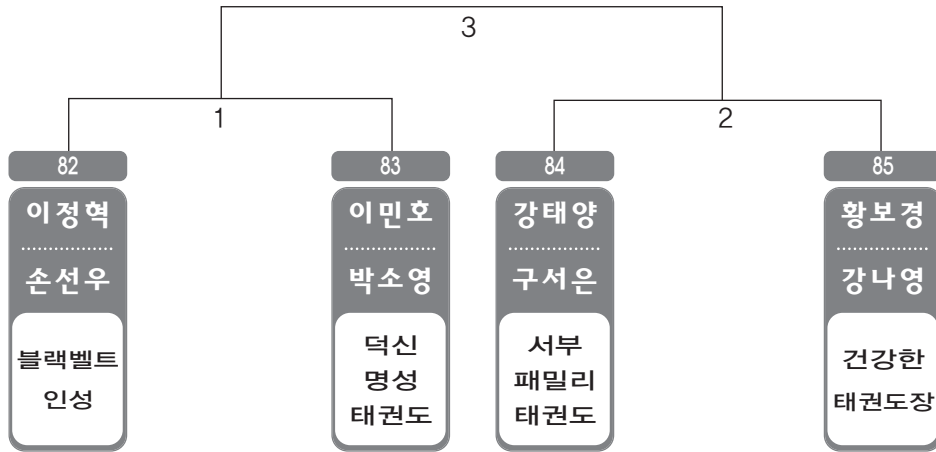 3
1
2
82
이정혁
손선우
블랙벨트
인성
83
이민호
박소영
덕신
명성
태권도
84
강태양
구서은
서부
패밀리
태권도
85
황보경
강나영
건강한
태권도장